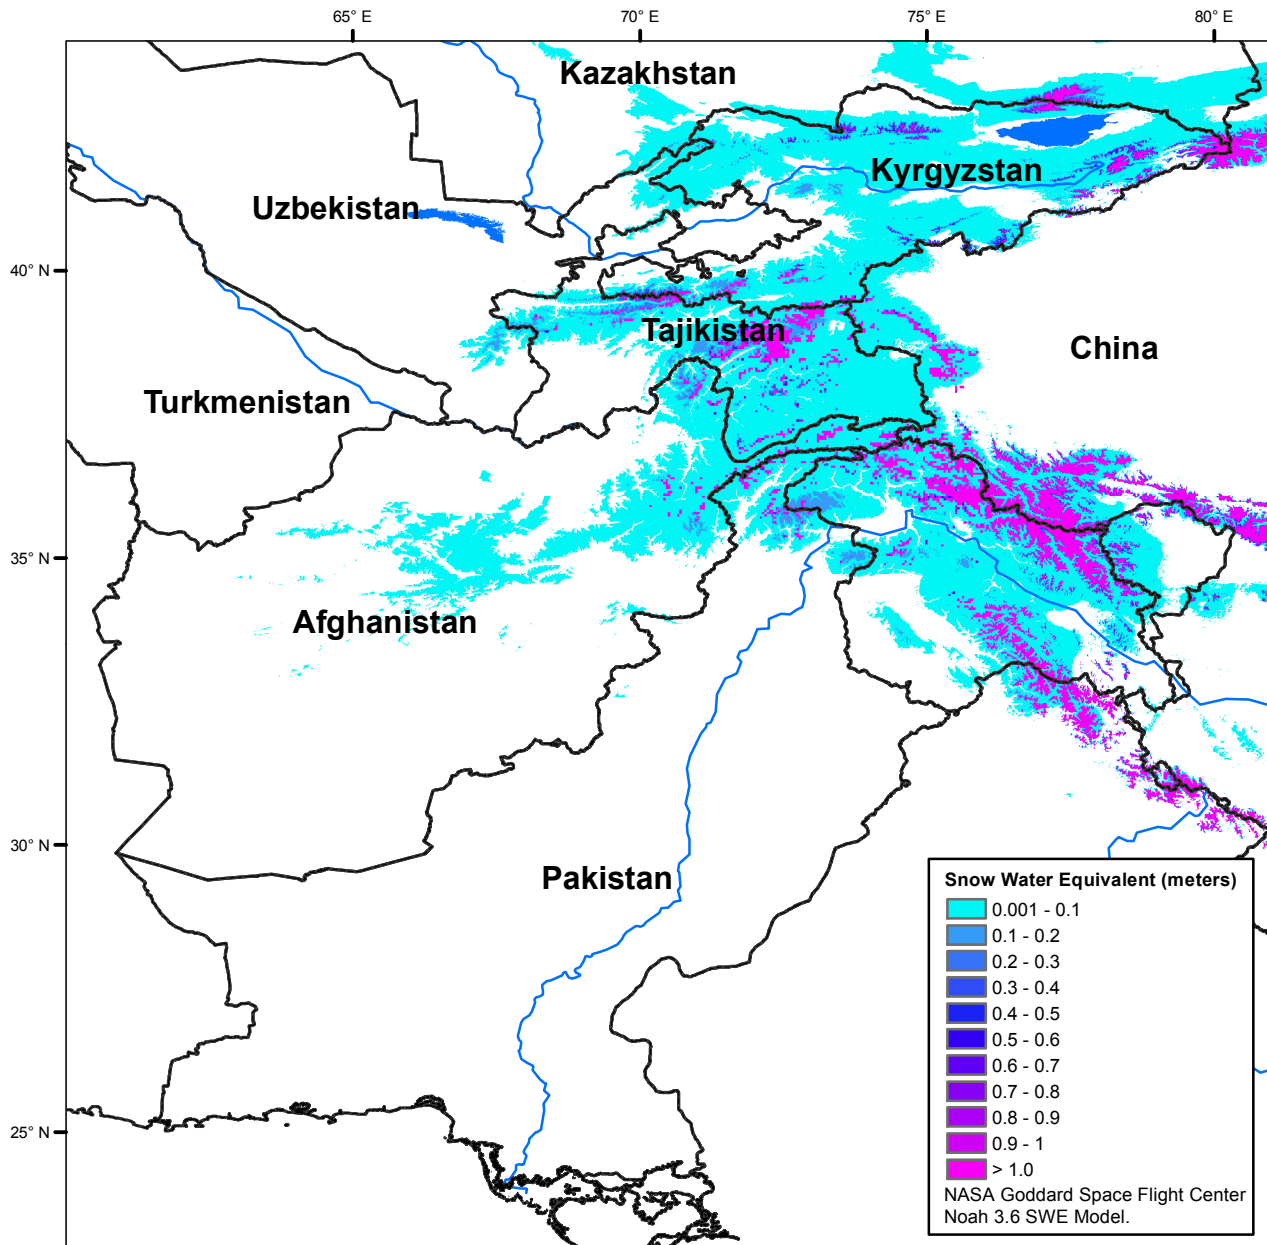 65° E
70° E
75° E
80° E
Kazakhstan
Kyrgyzstan
Uzbekistan
40° N
Tajikistan
China
Turkmenistan
35° N
Afghanistan
30° N
Pakistan
25° N
Snow Water Equivalent (meters)
0.001 - 0.1
0.1 - 0.2
0.2 - 0.3
0.3 - 0.4
0.4 - 0.5
0.5 - 0.6
0.6 - 0.7
0.7 - 0.8
0.8 - 0.9
0.9 - 1
> 1.0
NASA Goddard Space Flight Center
Noah 3.6 SWE Model.